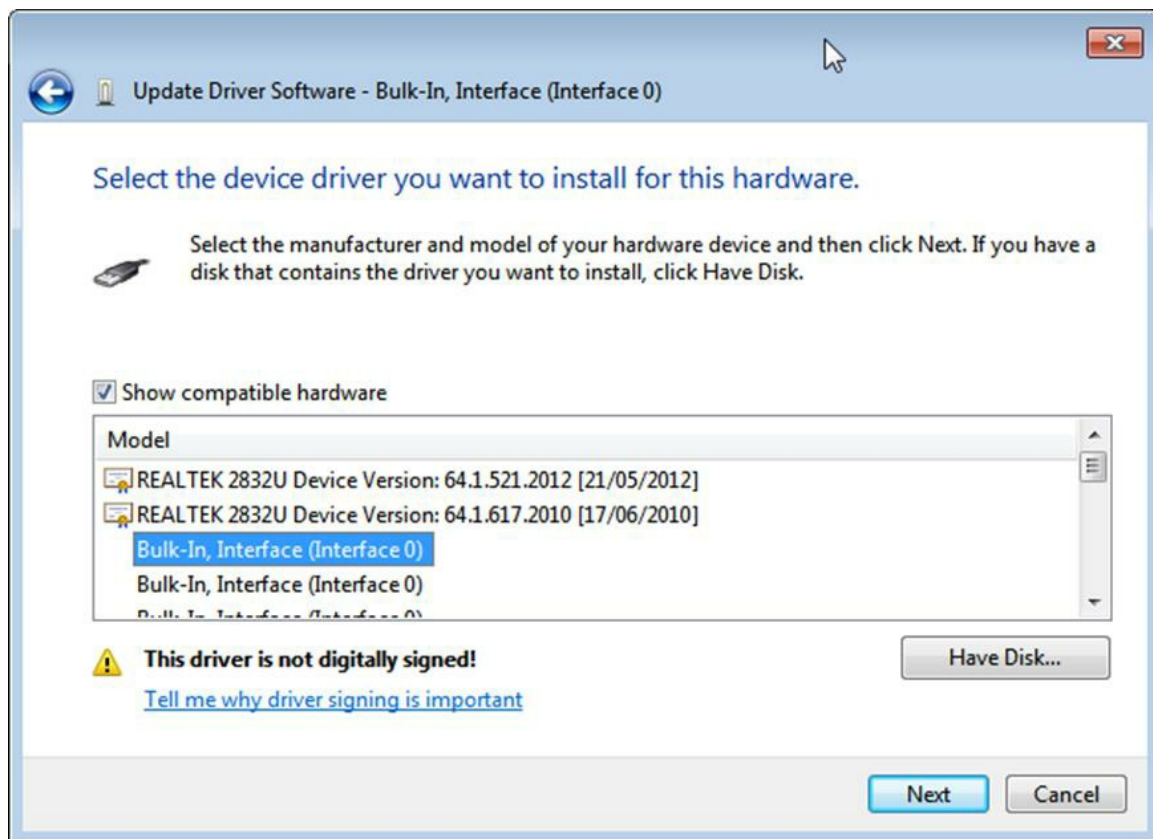 Update Driver Software - Bulk-In, Interface (Interface 0)
Select the device driver you want to install for this hardware.
Select the manufacturer and model of your hardware device and then click Next. If you have a
disk that contains the driver you want to install, click Have Disk.
Show compatible hardware
Model
REALTEK 2832U Device Version: 64.1.521.2012 [21/05/2012]
REALTEK 2832U Device Version: 64.1.617.2010 [17/06/2010]
Bulk-In, Interface (Interface 0)
Bulk-In, Interface (Interface 0)
Bulk-In, Interface (Interface 0)
This driver is not digitally signed!
Have Disk...
Tell me why driver signing is important
Next
Cancel